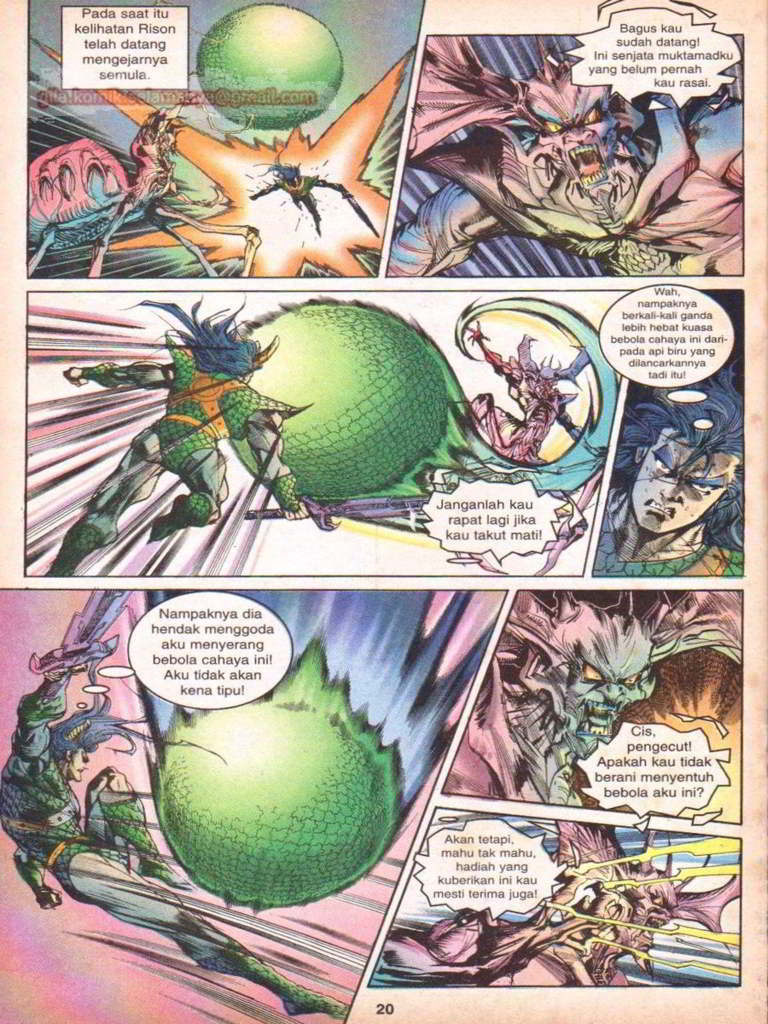 Pada saat itu
kelihatan Rison
telah datang
mengejarnya
semula.
Bagus kau
sudah datang!
Ini senjata muktamadku
yang belum pernah
kau rasai.
Wah,
nampaknya
berkali-kali ganda
lebih hebat kuasa
bebola cahaya ini dari-
pada api biru yang
dilancarkannya
tadi itu!
Janganlah kau
rapat lagi jika
kau takut mati!
Nampaknya dia
hendak menggoda
aku menyerang
bebola cahaya ini!
Aku tidak akan
kena tipu!
Cis,
pengecut!
Apakah kau tidak
berani menyentuh
bebola aku ini?
Akan tetapi,
mahu tak mahu,
hadiah yang
kuberikan ini kau
mesti terima juga!
20